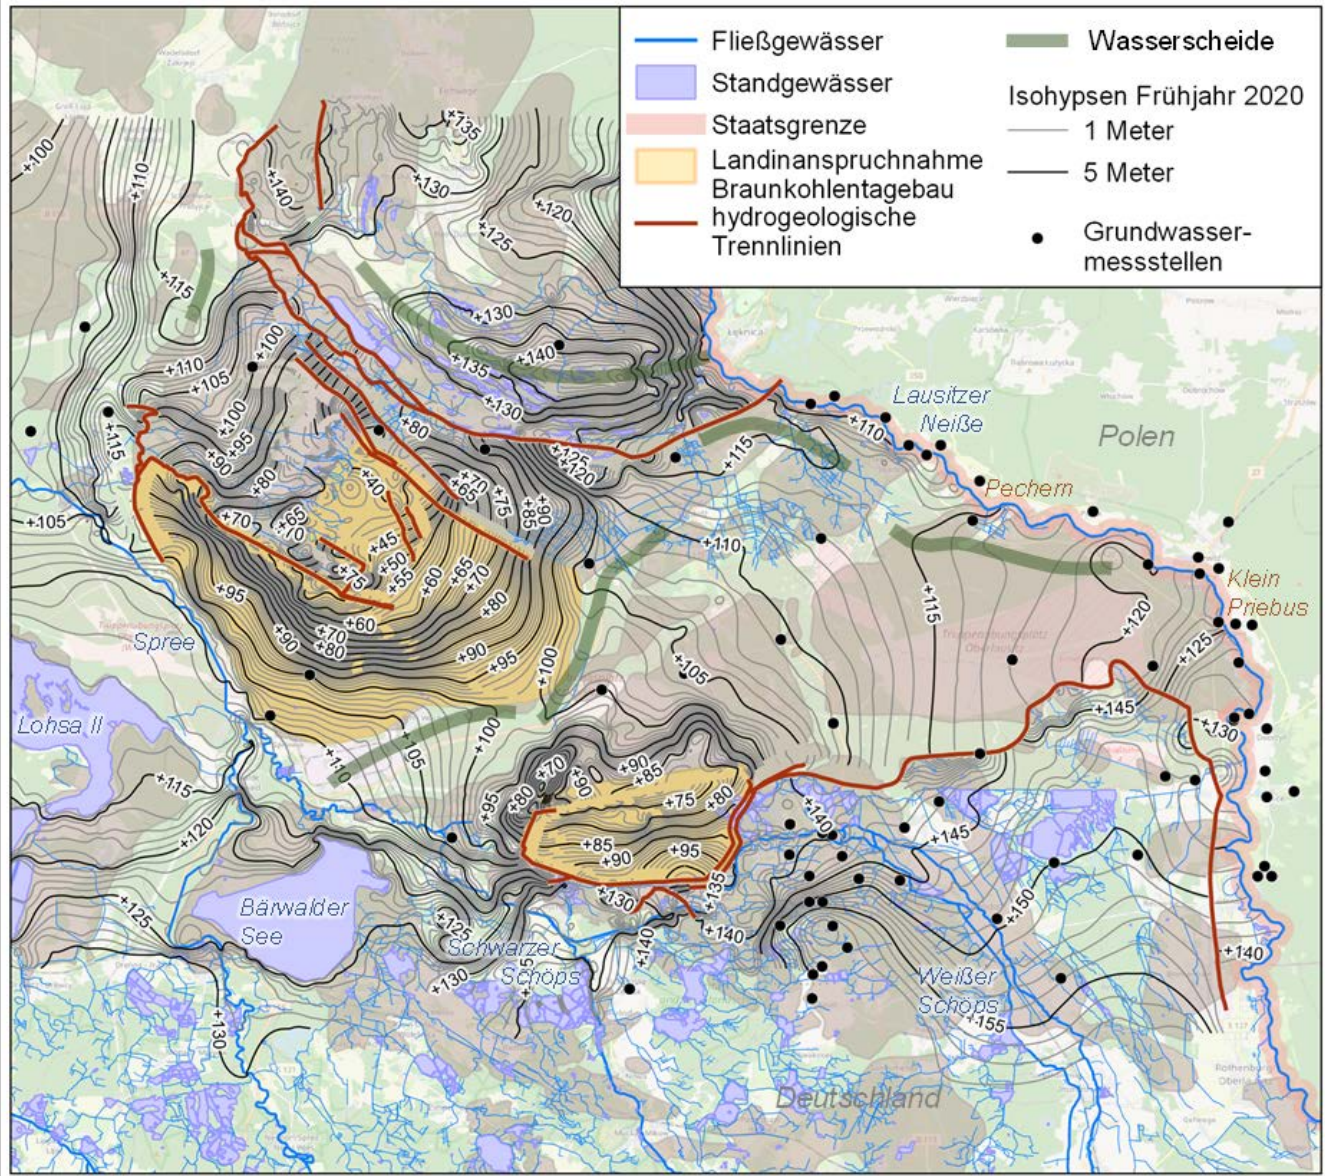 Fließgewässer
Standgewässer
Staatsgrenze
Landinanspruchnahme
Braunkohlentagebau
hydrogeologische
Trennlinien
Wasserscheide
Isohypsen Frühjahr 2020
1 Meter
5 Meter
Grundwasser-
messstellen
+100
+110
+140
+135
+130
+120
+125
+115
+130
+140
+135
+130
+100
+110
+105
+100
+95
+90
+80
+115
+80
+125
+120
+115
+110
Lausitzer
Neiße
Polen
Pechern
+40
+70
+65
+75
+90
+85
+105
+70
+65
+70
+45
+50
+55
+75
+60
+65
+70
+80
+110
+95
+60
+70
+80
+90
+90
+95
+100
+115
+120
+125
Klein
Priebus
Truppenübungsplatz
Oberlausitz
Spree
+105
+145
+130
Lohsa II
+110
+105
+100
+115
+120
+95
+70
+80
+90
+90
+85
+75
+80
+85
+90
+95
+140
+145
Bärwalder
See
+125
+125
+130
+130
+135
+140
+140
+150
Schwarzer
Schöps
+130
Weißer
Schöps
+155
+140
Deutschland
Rothenburg